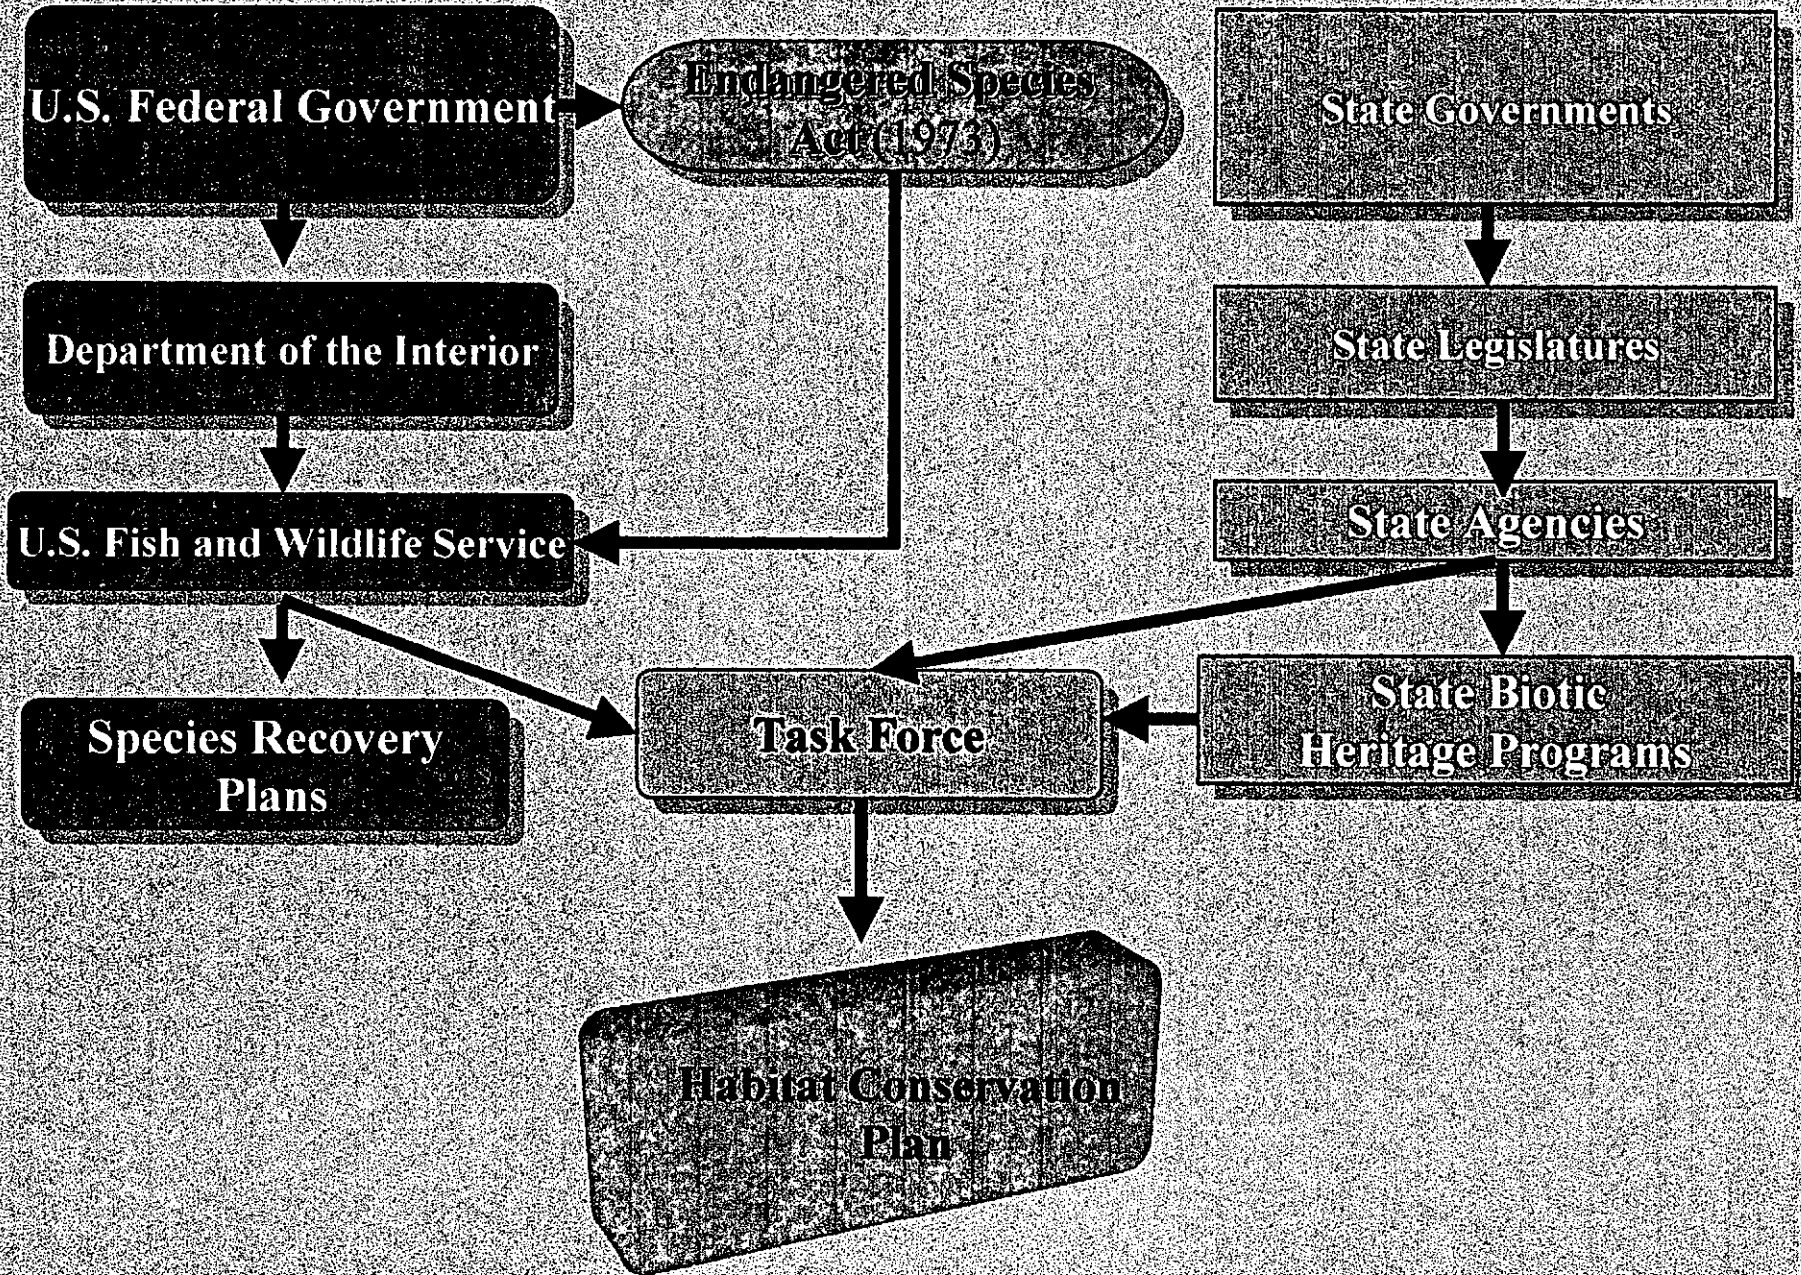 U.S. Federal Government
Endangered Species
Act (1973)
State Governments
Department of the Interior
State Legislatures
U.S. Fish and Wildlife Service
State Agencies
Species Recovery
Plans
Task Force
State Biotic
Heritage Programs
Habitat Conservation
Plan